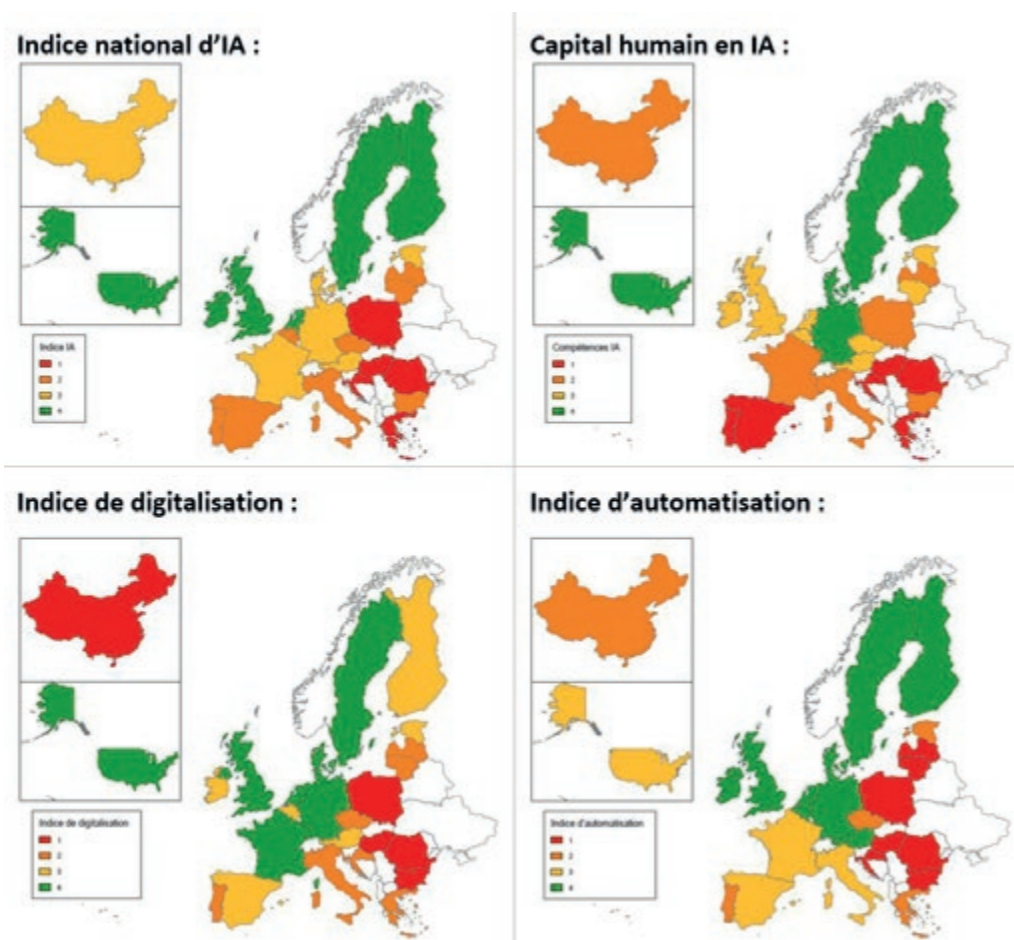 Indice national d'IA :
Indice IA
1
2
3
4
Capital humain en IA :
Compétences IA
1
2
3
4
Indice de digitalisation :
Indice de digitalisation
1
2
3
4
Indice d'automatisation :
Indice d'automatisation
1
2
3
4